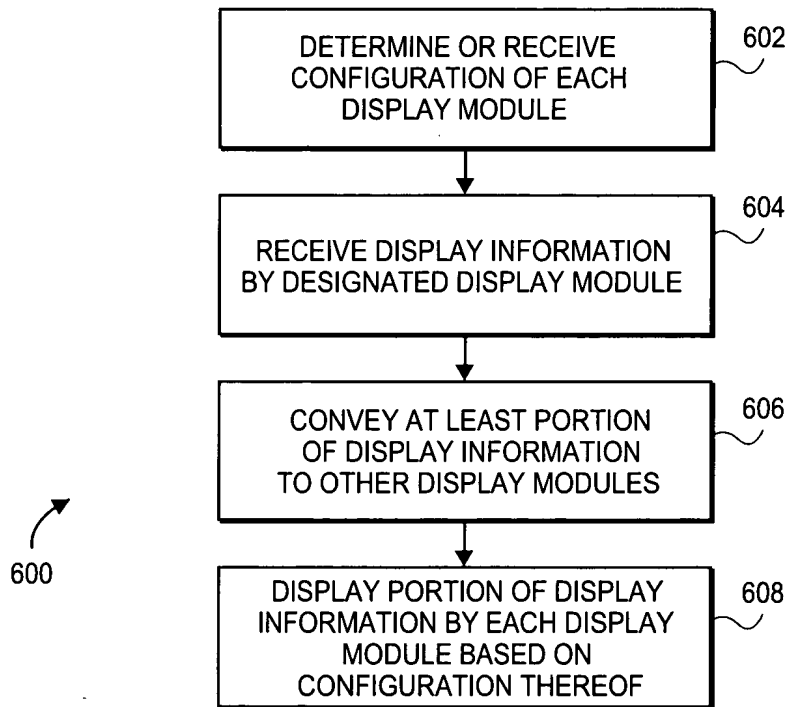 DETERMINE OR RECEIVE
CONFIGURATION OF EACH
DISPLAY MODULE
602
RECEIVE DISPLAY INFORMATION
BY DESIGNATED DISPLAY MODULE
604
CONVEY AT LEAST PORTION
OF DISPLAY INFORMATION
TO OTHER DISPLAY MODULES
606
600
DISPLAY PORTION OF DISPLAY
INFORMATION BY EACH DISPLAY
MODULE BASED ON
CONFIGURATION THEREOF
608